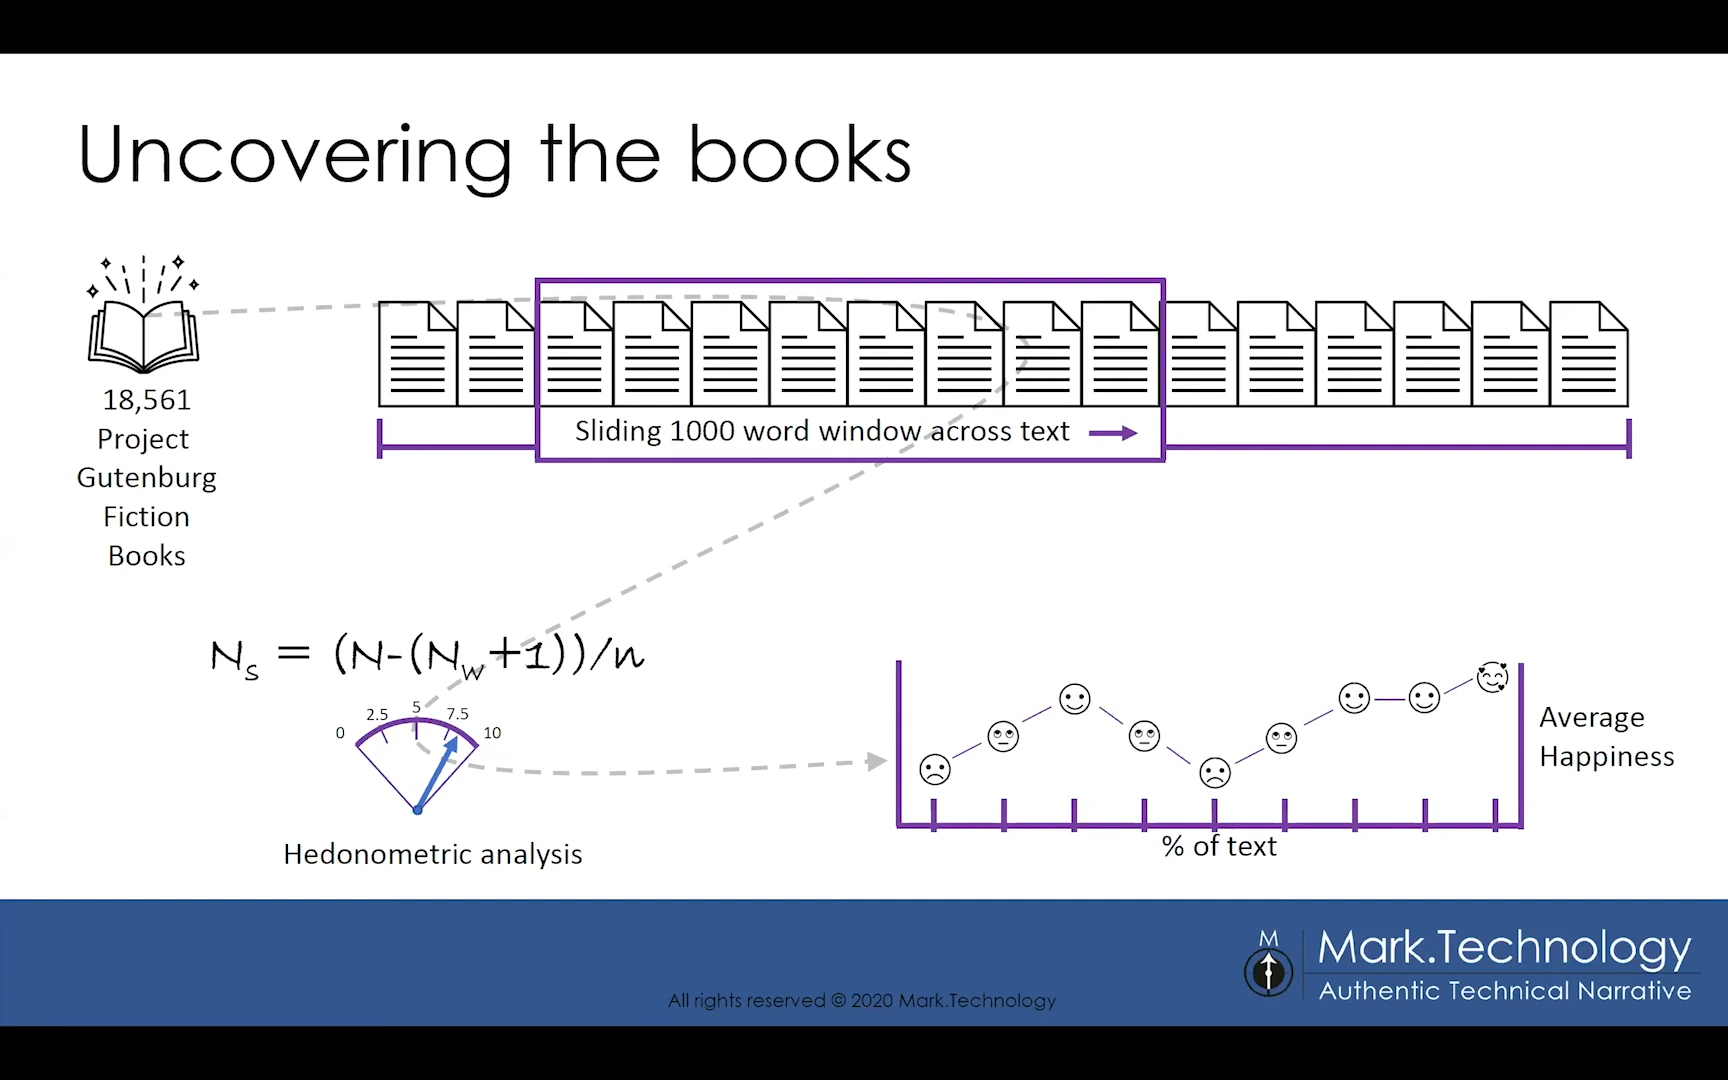 Uncovering the books
18,561
Project
Gutenburg
Fiction
Books
Sliding 1000 word window across text
Ns = (N-(Nw+1))/n
0
2.5
5
7.5
10
Hedonometric analysis
Average
Happiness
% of text
M
Mark.Technology
Authentic Technical Narrative
All rights reserved © 2020 Mark.Technology